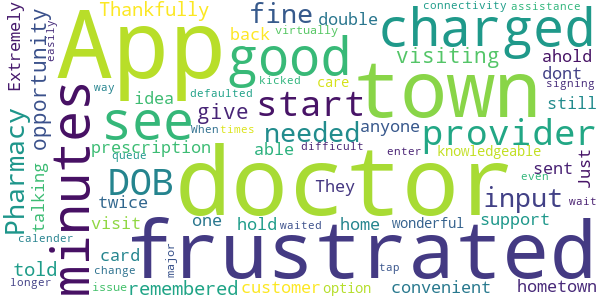 Extremely
easily
opportunity
Thankfully
App
back
good
kicked
idea
defaulted
way
minutes
see
give
When
times
prescription
able
Pharmacy
talking
queue
DOB
twice
visit
told
longer
calender
card
change
issue
remembered
major
one
customer
fine
double
virtually
care
start
needed
anyone
doctor
They
hold
waited
home
option
frustrated
connectivity
assistance
charged
visiting
ahold
dont
signing
town
still
provider
difficult
enter
knowledgeable
Just
even
sent
input
wait
wonderful
support
tap
convenient
hometown